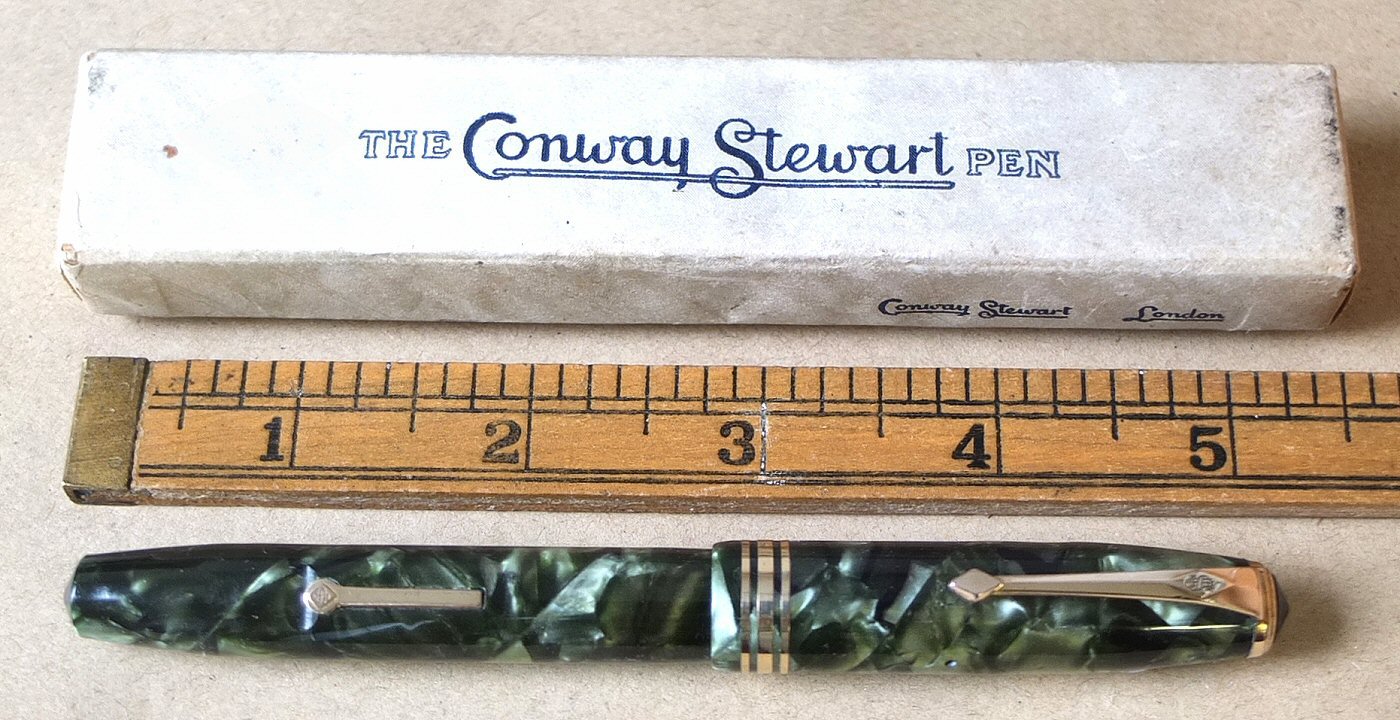 THE Conway Stewart PEN
Conway Stewart London
1 2 3 4 5